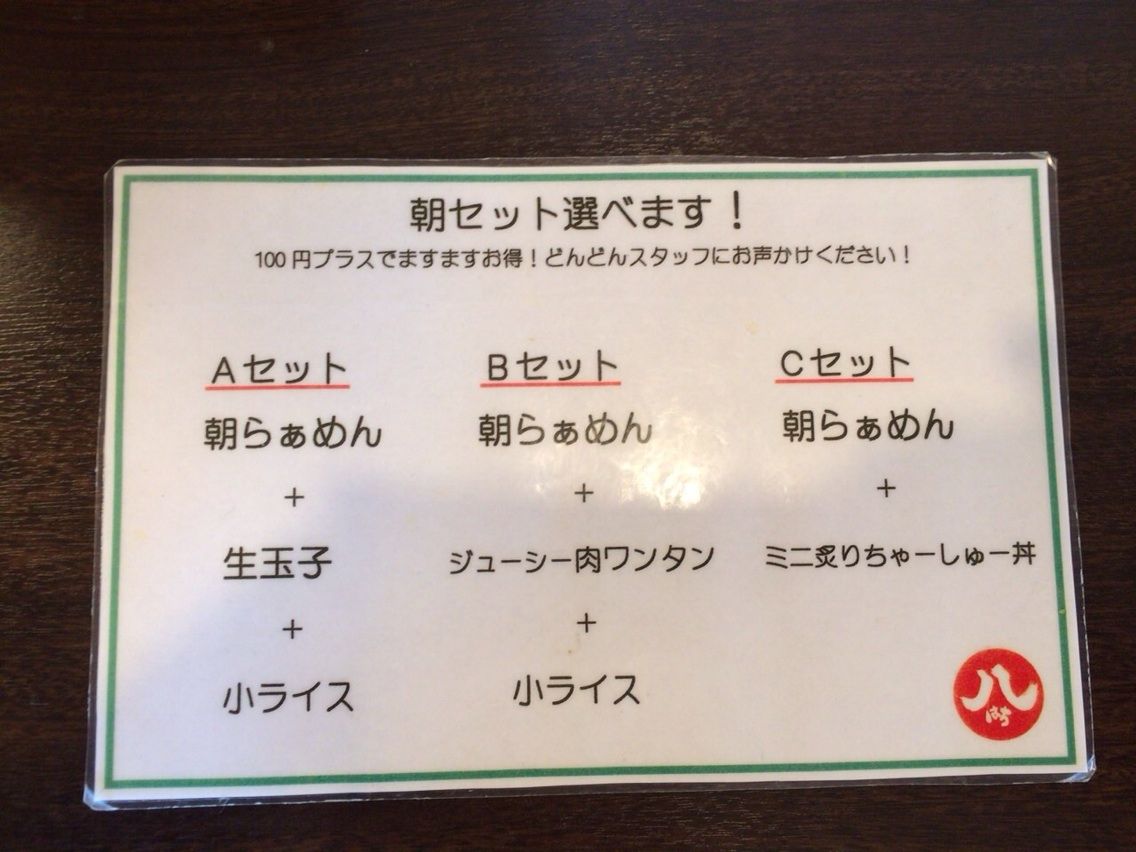 朝セット選べます！
100円プラスでますますお得！どんどんスタッフにお声かけください！
Aセット
朝らぁめん
+
生玉子
+
小ライス
Bセット
朝らぁめん
+
ジューシー肉ワンタン
+
小ライス
Cセット
朝らぁめん
+
ミニ炙りちゃーしゅー丼
八
はち